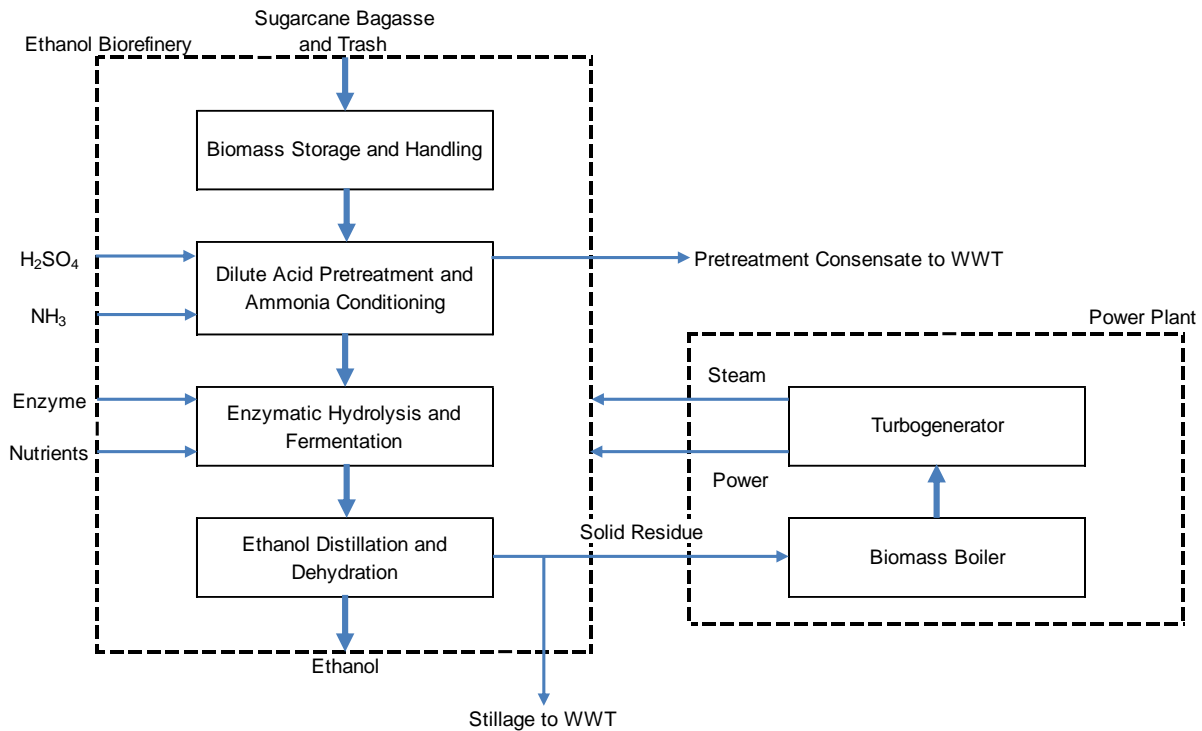 Sugarcane Bagasse
and Trash
Ethanol Biorefinery
Biomass Storage and Handling
H₂SO₄
NH₃
Dilute Acid Pretreatment and
Ammonia Conditioning
Pretreatment Consensate to WWT
Power Plant
Enzyme
Nutrients
Enzymatic Hydrolysis and
Fermentation
Steam
Power
Turbogenerator
Ethanol Distillation and
Dehydration
Solid Residue
Biomass Boiler
Ethanol
Stillage to WWT